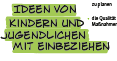 IDEEN VON
KINDERN UND
JUGENDLICHEN
MIT EINBEZIEHEN
zu planen
• die Qualität
Maßnahmen